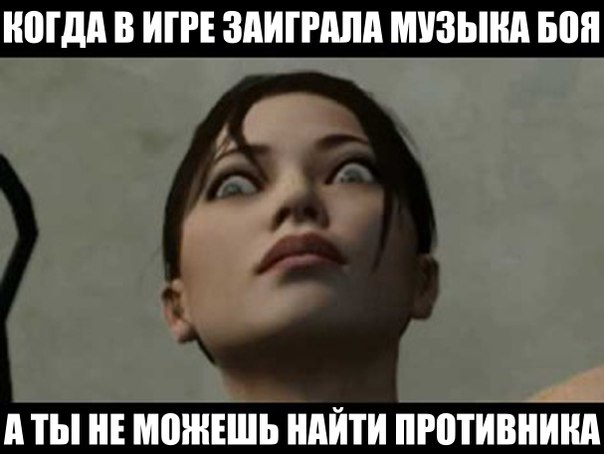 КОГДА В ИГРЕ ЗАИГРАЛА МУЗЫКА БОЯ
А ТЫ НЕ МОЖЕШЬ НАЙТИ ПРОТИВНИКА